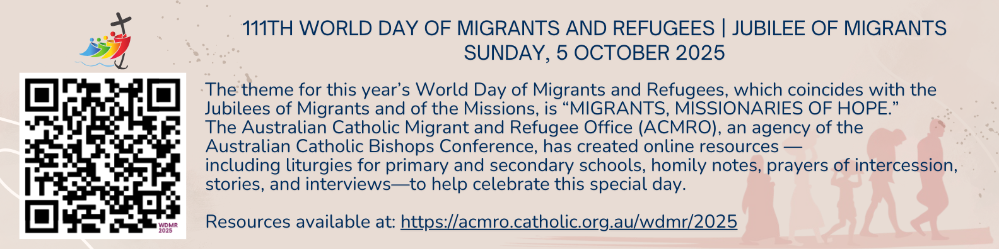 111TH WORLD DAY OF MIGRANTS AND REFUGEES | JUBILEE OF MIGRANTS
SUNDAY, 5 OCTOBER 2025
The theme for this year’s World Day of Migrants and Refugees, which coincides with the
Jubilees of Migrants and of the Missions, is “MIGRANTS, MISSIONARIES OF HOPE.”
The Australian Catholic Migrant and Refugee Office (ACMRO), an agency of the
Australian Catholic Bishops Conference, has created online resources —
including liturgies for primary and secondary schools, homily notes, prayers of intercession,
stories, and interviews—to help celebrate this special day.
Resources available at: https://acmro.catholic.org.au/wdmr/2025
WDMR
2025